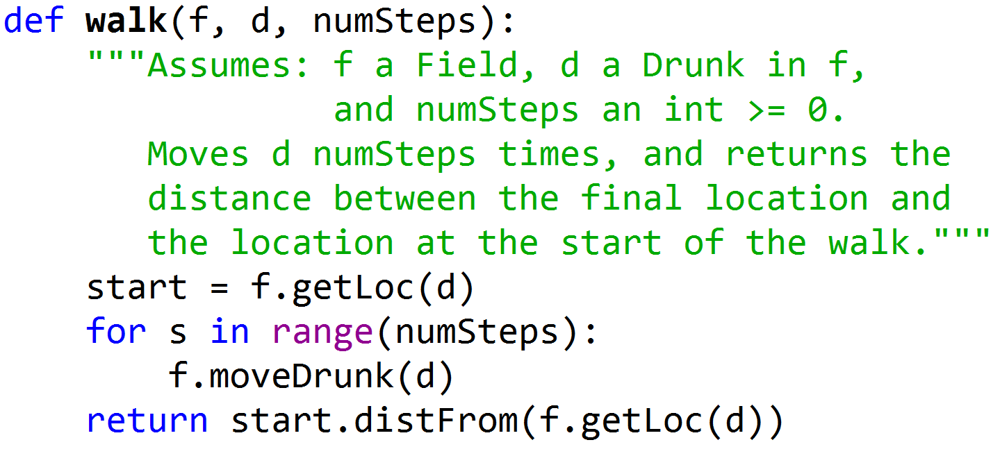 def walk(f, d, numSteps):
    """Assumes: f a Field, d a Drunk in f,
                and numSteps an int >= 0.
       Moves d numSteps times, and returns the
       distance between the final location and
       the location at the start of the walk."""
    start = f.getLoc(d)
    for s in range(numSteps):
        f.moveDrunk(d)
    return start.distFrom(f.getLoc(d))